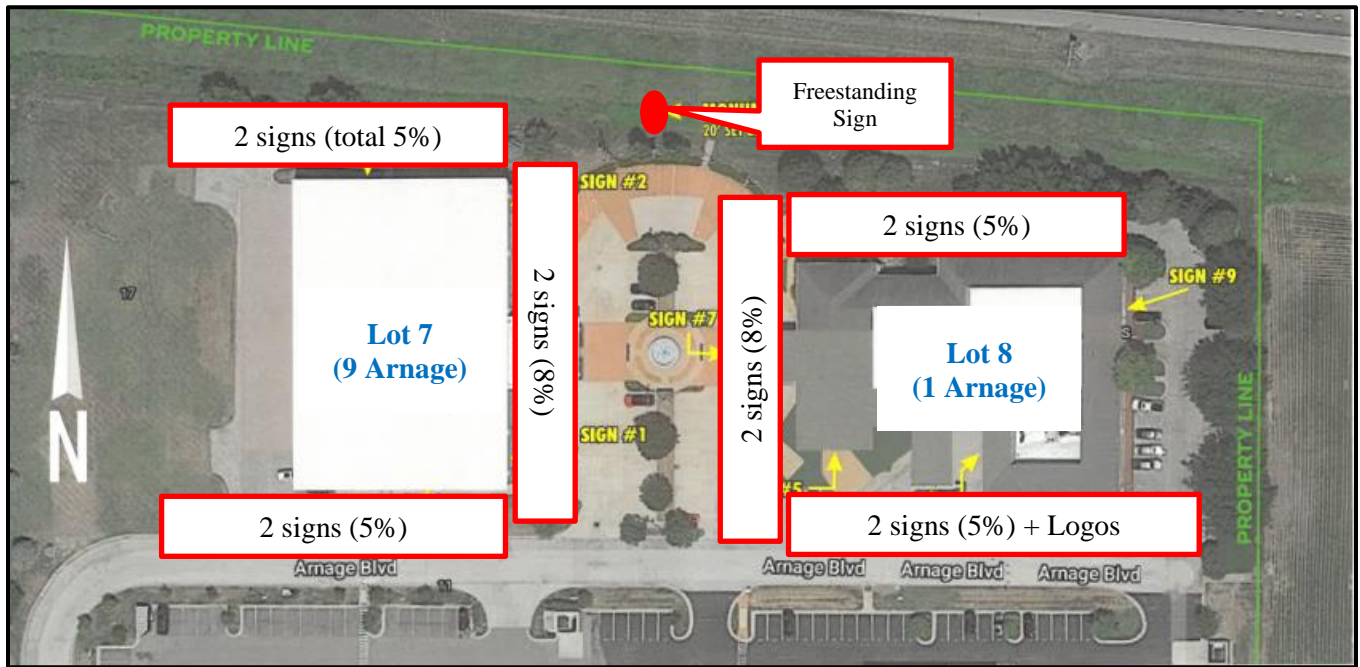 PROPERTY LINE
Freestanding
Sign
20' SET
2 signs (total 5%)
SIGN #2
2 signs (8%)
2 signs (8%)
2 signs (5%)
SIGN #9
17
SIGN #7
Lot 7
(9 Arnage)
Lot 8
(1 Arnage)
S
PROPERTY LINE
SIGN #1
N
#5
2 signs (5%)
2 signs (5%) + Logos
Arnage Blvd
Arnage Blvd
Arnage Blvd
Arnage Blvd
11